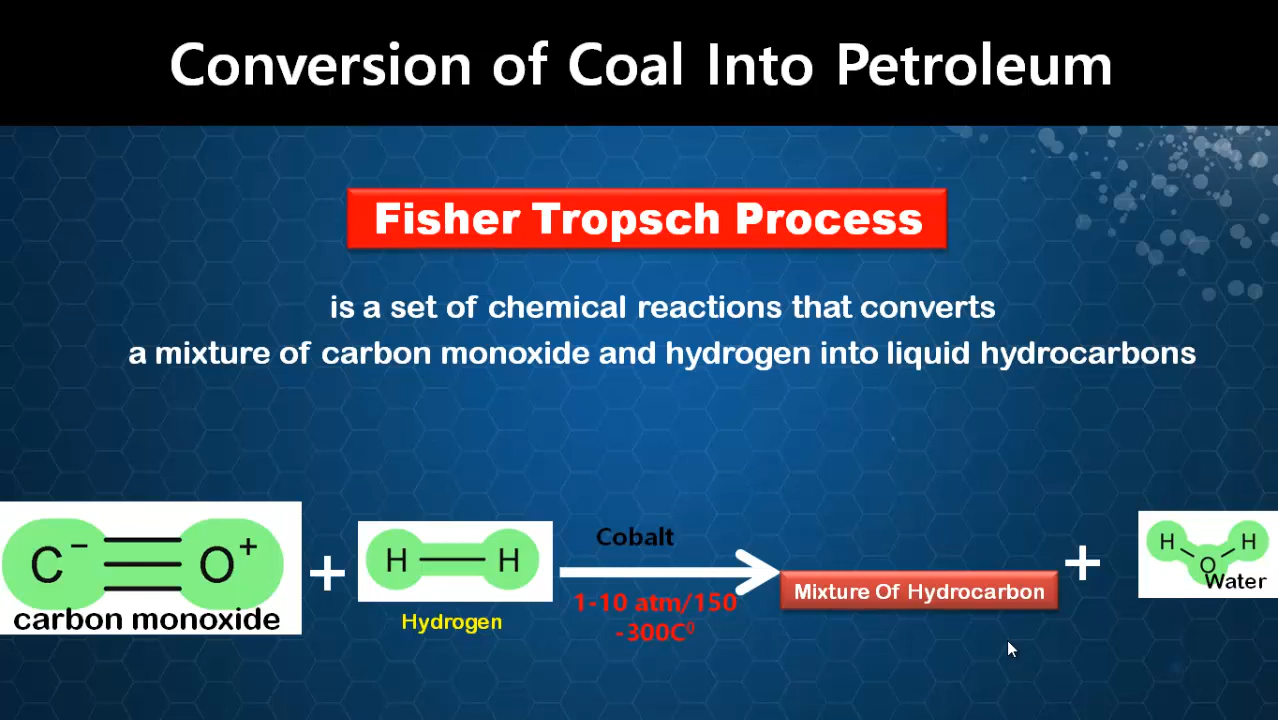 Conversion of Coal Into Petroleum
Fisher Tropsch Process
is a set of chemical reactions that converts
a mixture of carbon monoxide and hydrogen into liquid hydrocarbons
C⁻ O⁺
carbon monoxide
+
H H
Hydrogen
Cobalt
1-10 atm/150
-300C⁰
Mixture Of Hydrocarbon
+
H H
O
Water